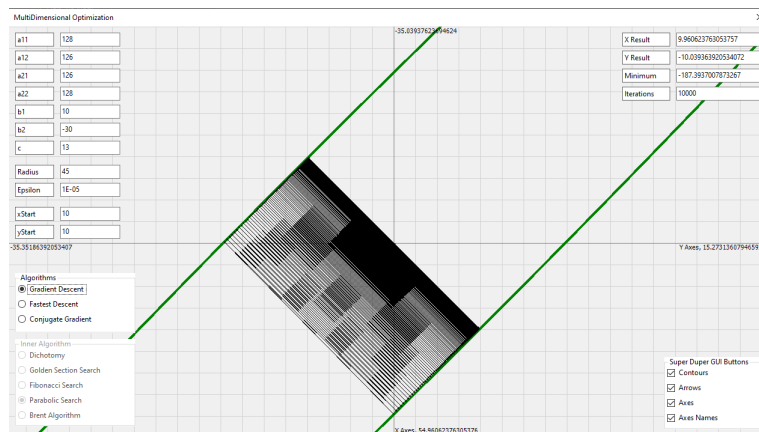 MultiDimensional Optimization
a11 128
a12 126
a21 126
a22 128
b1 10
b2 -30
c 13
Radius 45
Epsilon 1E-05
xStart 10
yStart 10
-35.35186392053407
Algorithms
Gradient Descent
Fastest Descent
Conjugate Gradient
Inner Algorithm
Dichotomy
Golden Section Search
Fibonacci Search
Parabolic Search
Brent Algorithm
X Result 9.960623763053757
Y Result -10.039363920534072
Minimum -187.3937007873267
Iterations 10000
Y Axes, 15.2731360794659
X Axes, 54.96062376305376
Super Duper GUI Buttons
Contours
Arrows
Axes
Axes Names